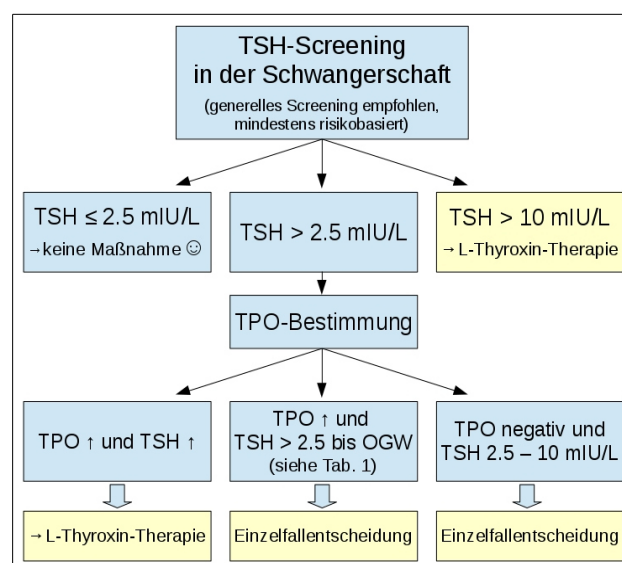 TSH-Screening
in der Schwangerschaft
(generelles Screening empfohlen,
mindestens risikobasiert)
TSH ≤ 2.5 mIU/L
→keine Maßnahme ☺
TSH > 2.5 mIU/L
TSH > 10 mIU/L
→ L-Thyroxin-Therapie
TPO-Bestimmung
TPO ↑ und TSH ↑
TPO ↑ und
TSH > 2.5 bis OGW
(siehe Tab. 1)
TPO negativ und
TSH 2.5 – 10 mIU/L
→ L-Thyroxin-Therapie
Einzelfallentscheidung
Einzelfallentscheidung